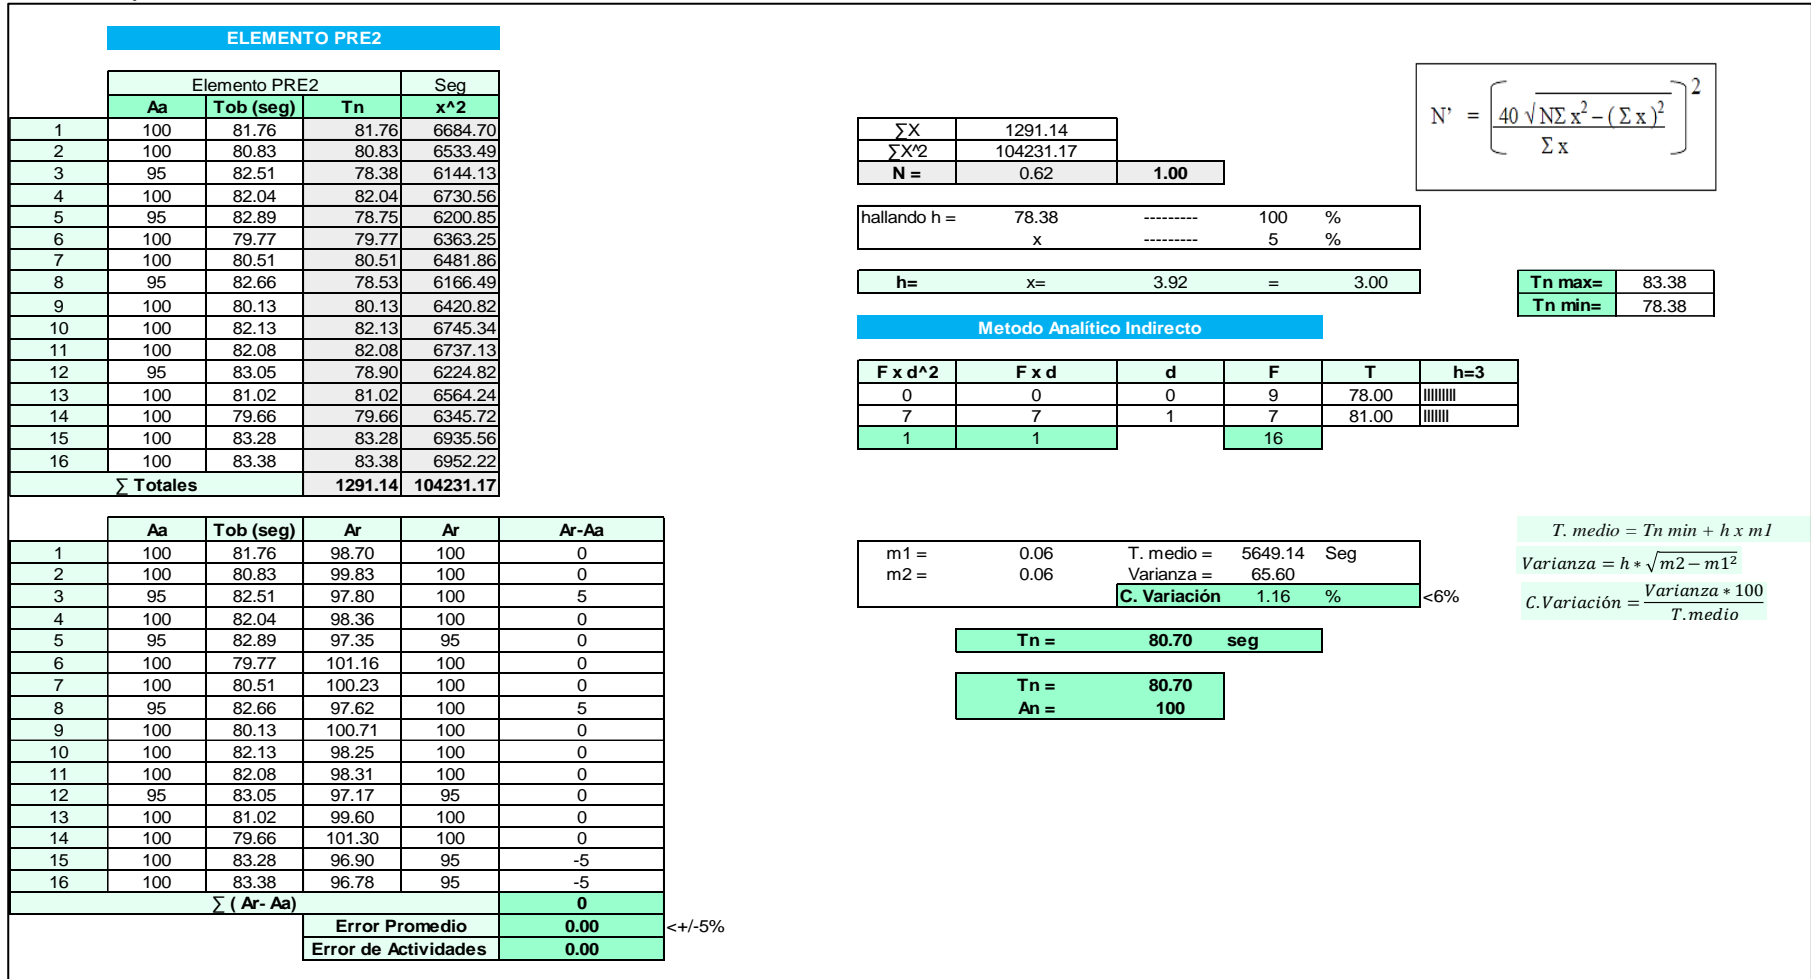 ELEMENTO PRE2
Elemento PRE2 Seg
Aa Tob (seg) Tn x^2
1 100 81.76 81.76 6684.70
2 100 80.83 80.83 6533.49
3 95 82.51 78.38 6144.13
4 100 82.04 82.04 6730.56
5 95 82.89 78.75 6200.85
6 100 79.77 79.77 6363.25
7 100 80.51 80.51 6481.86
8 95 82.66 78.53 6166.49
9 100 80.13 80.13 6420.82
10 100 82.13 82.13 6745.34
11 100 82.08 82.08 6737.13
12 95 83.05 78.90 6224.82
13 100 81.02 81.02 6564.24
14 100 79.66 79.66 6345.72
15 100 83.28 83.28 6935.56
16 100 83.38 83.38 6952.22
∑ Totales 1291.14 104231.17
∑X 1291.14
∑X^2 104231.17
N = 0.62 1.00
N' = [40 √NΣx² – (Σx)² / Σx]²
hallando h = 78.38 --------- 100 %
x --------- 5 %
h= x= 3.92 = 3.00
Tn max= 83.38
Tn min= 78.38
Metodo Analítico Indirecto
F x d^2 F x d d F T h=3
0 0 0 9 78.00 IIIIIIIII
7 7 1 7 81.00 IIIIIII
1 1 16
Aa Tob (seg) Ar Ar Ar-Aa
1 100 81.76 98.70 100 0
2 100 80.83 99.83 100 0
3 95 82.51 97.80 100 5
4 100 82.04 98.36 100 0
5 95 82.89 97.35 95 0
6 100 79.77 101.16 100 0
7 100 80.51 100.23 100 0
8 95 82.66 97.62 100 5
9 100 80.13 100.71 100 0
10 100 82.13 98.25 100 0
11 100 82.08 98.31 100 0
12 95 83.05 97.17 95 0
13 100 81.02 99.60 100 0
14 100 79.66 101.30 100 0
15 100 83.28 96.90 95 -5
16 100 83.38 96.78 95 -5
∑ ( Ar- Aa) 0
Error Promedio 0.00 <+/-5%
Error de Actividades 0.00
m1 = 0.06 T. medio = 5649.14 Seg
m2 = 0.06 Varianza = 65.60
C. Variación 1.16 % <6%
T. medio = Tn min + h x m1
Varianza = h * √m2 − m1²
C.Variación = Varianza * 100 / T.medio
Tn = 80.70 seg
Tn = 80.70
An = 100